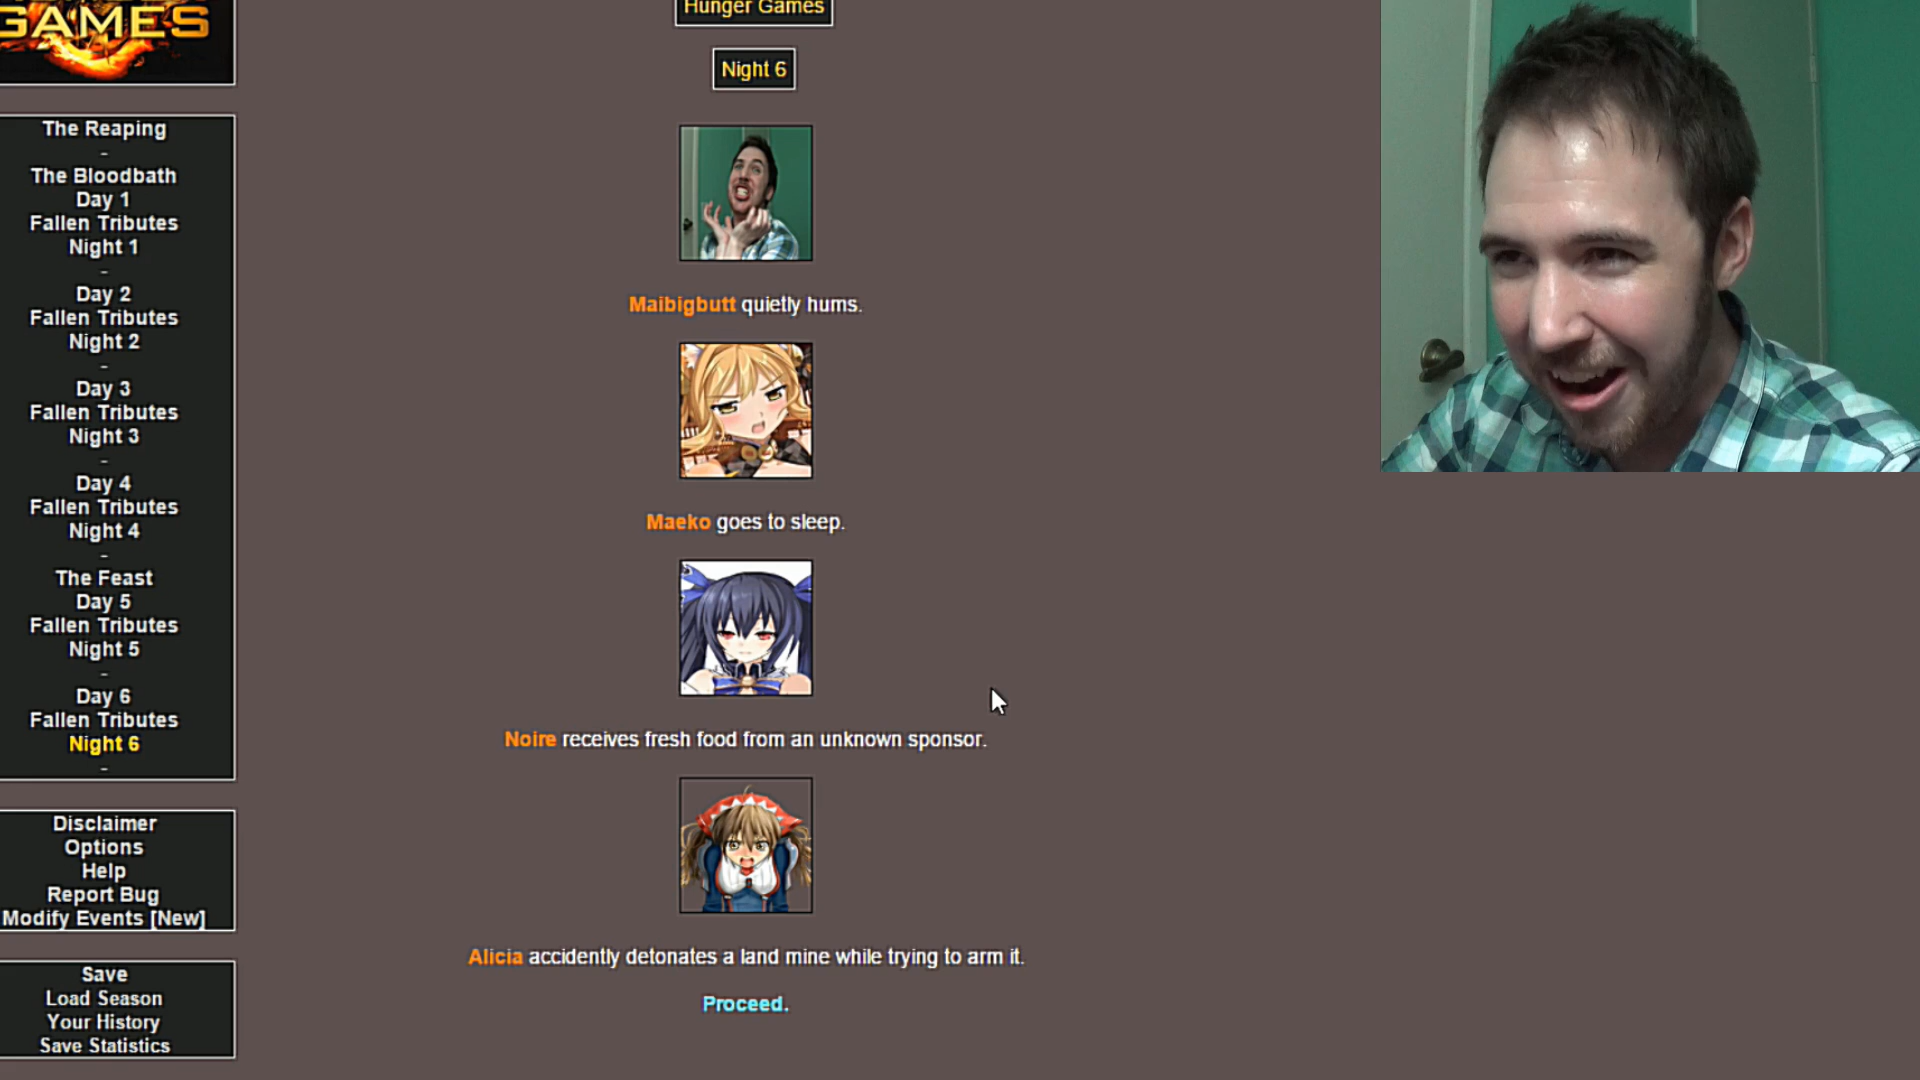 GAMES
The Reaping
-
The Bloodbath
Day 1
Fallen Tributes
Night 1
-
Day 2
Fallen Tributes
Night 2
-
Day 3
Fallen Tributes
Night 3
-
Day 4
Fallen Tributes
Night 4
-
The Feast
Day 5
Fallen Tributes
Night 5
-
Day 6
Fallen Tributes
Night 6
-
Disclaimer
Options
Help
Report Bug
Modify Events [New]
Save
Load Season
Your History
Save Statistics
Hunger Games
Night 6
Maibigbutt quietly hums.
Maeko goes to sleep.
Noire receives fresh food from an unknown sponsor.
Alicia accidently detonates a land mine while trying to arm it.
Proceed.